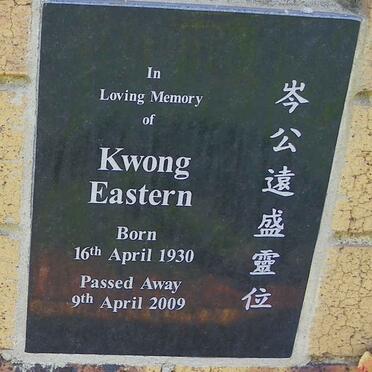 In
Loving Memory
of
Kwong
Eastern
Born
16th April 1930
Passed Away
9th April 2009
岑公遠盛靈位